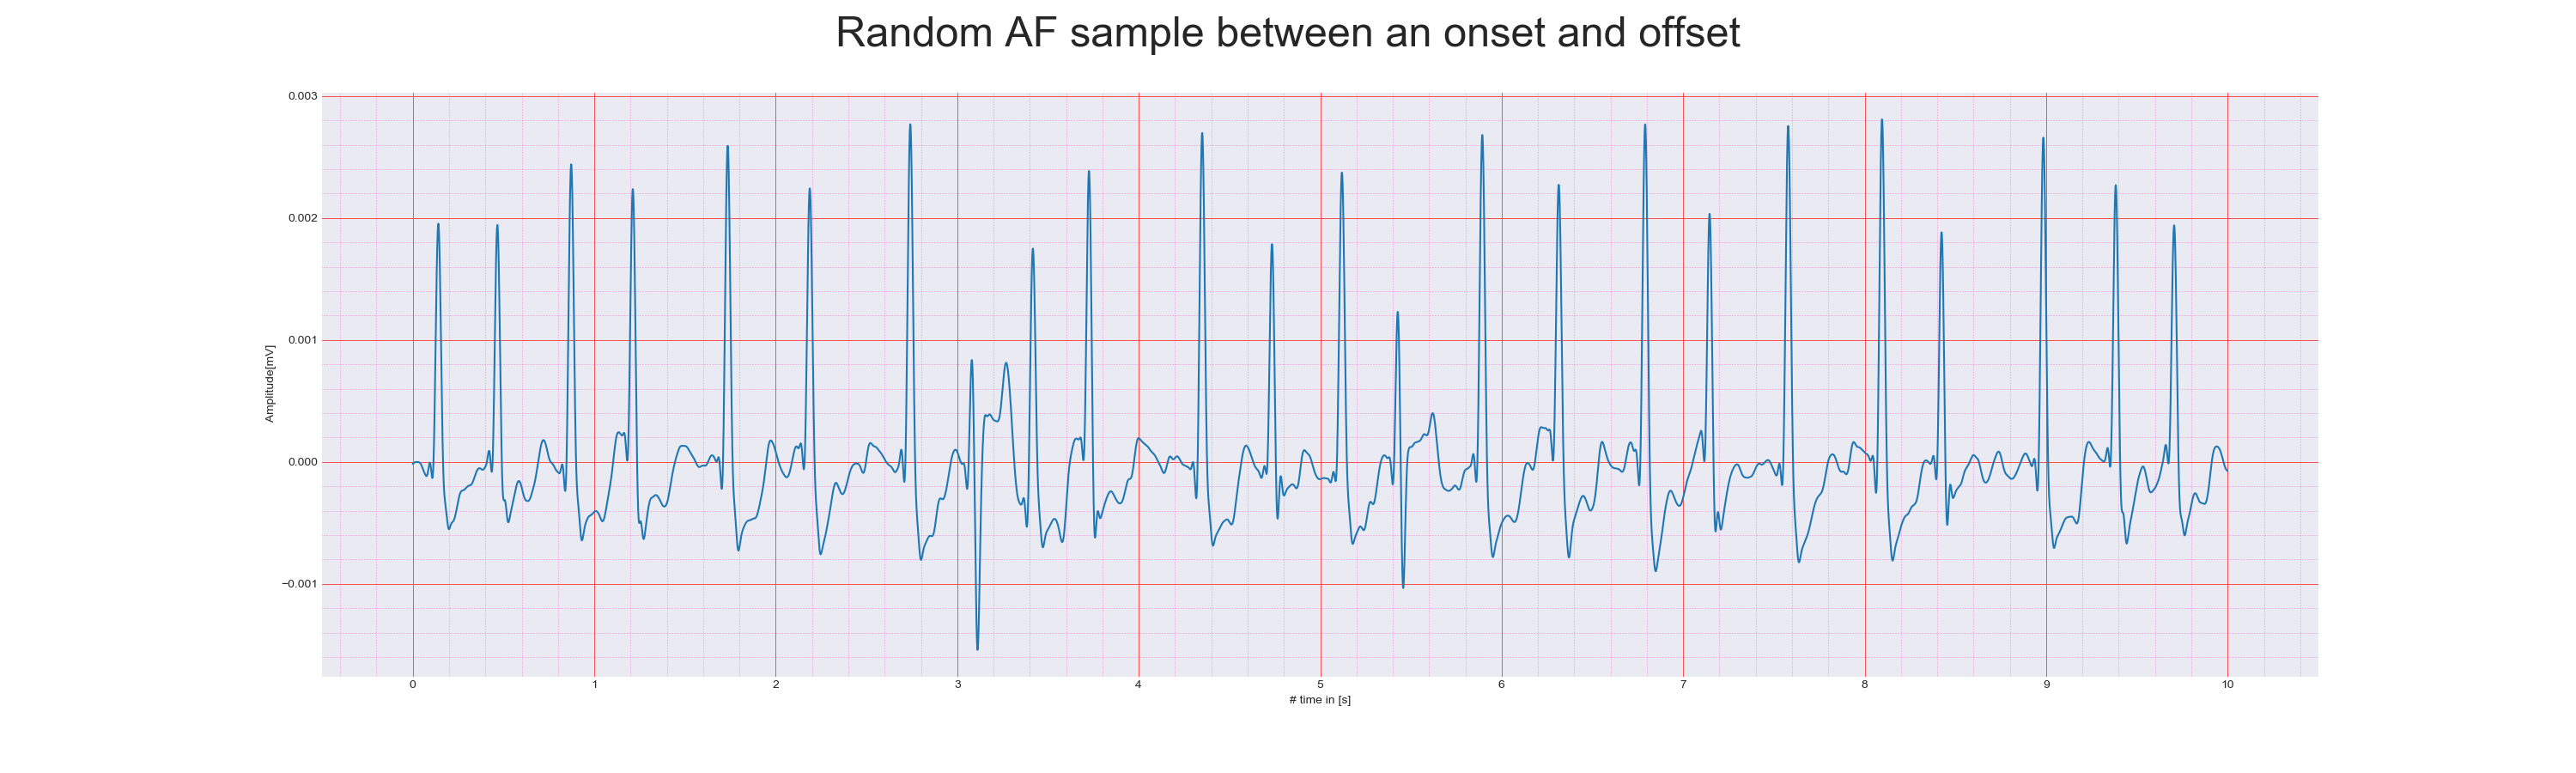 Random AF sample between an onset and offset
0.003
0.002
0.001
0.000
−0.001
Amplitude[mV]
0 1 2 3 4 5 6 7 8 9 10
# time in [s]